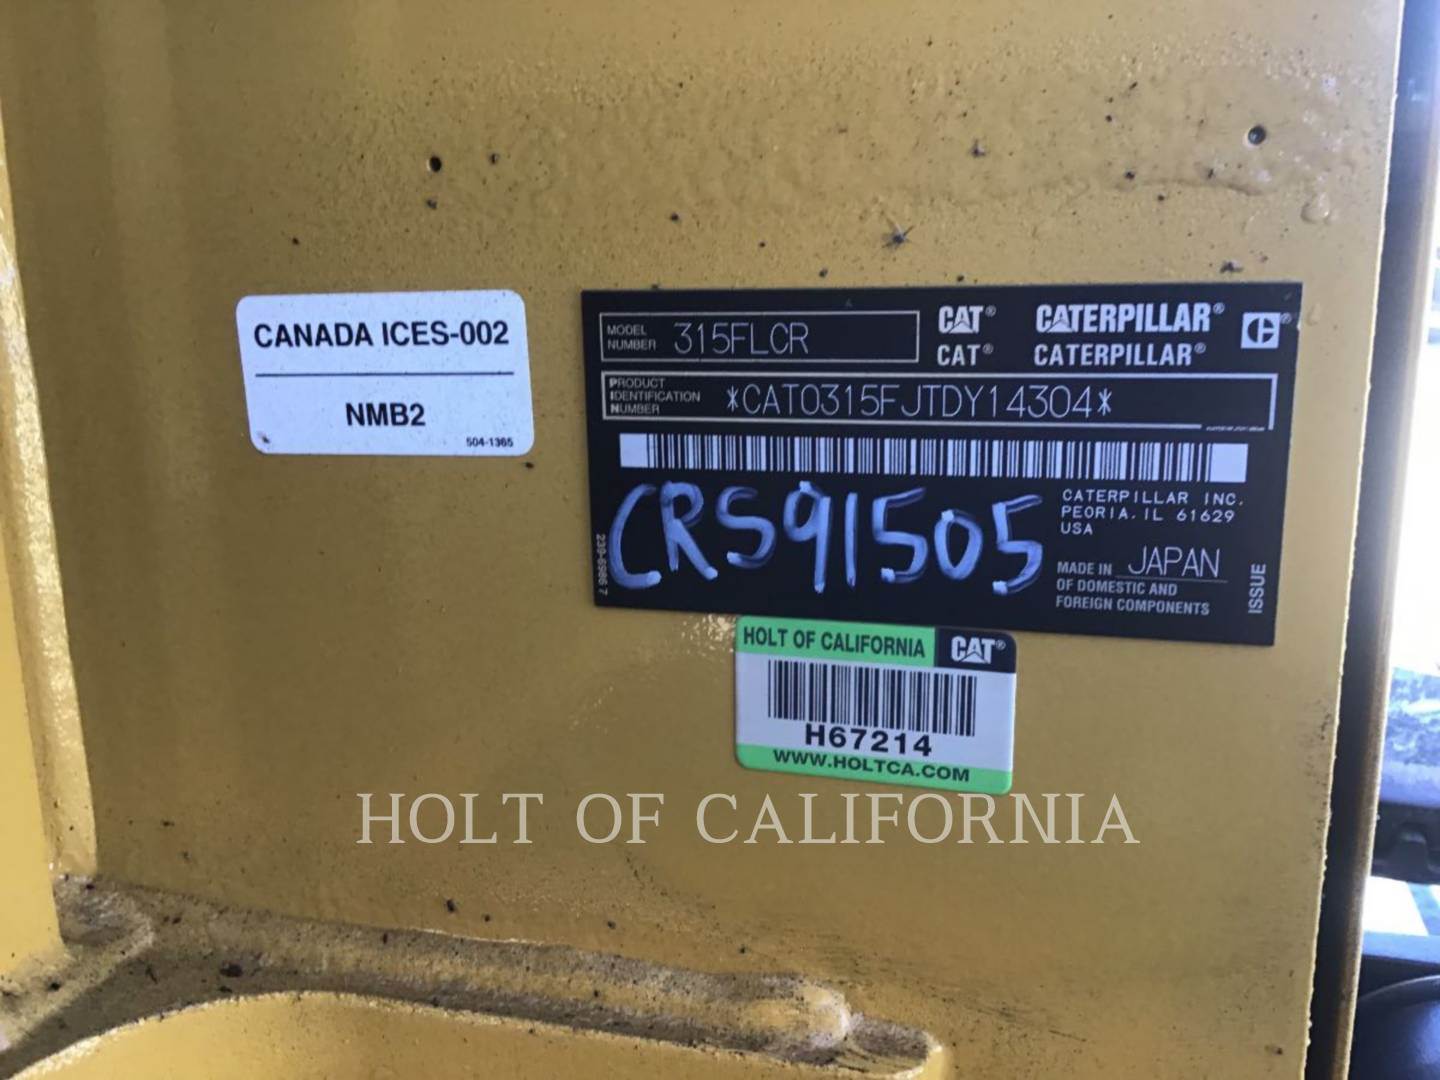 CANADA ICES-002
NMB2
504-1365
MODEL NUMBER 315FLCR
CAT® CATERPILLAR®
CAT® CATERPILLAR®
PRODUCT IDENTIFICATION NUMBER *CAT0315FJTDY14304*
CRS91505
CATERPILLAR INC.
PEORIA. IL 61629
USA
MADE IN JAPAN
OF DOMESTIC AND
FOREIGN COMPONENTS
ISSUE
HOLT OF CALIFORNIA CAT®
H67214
WWW.HOLTCA.COM
HOLT OF CALIFORNIA